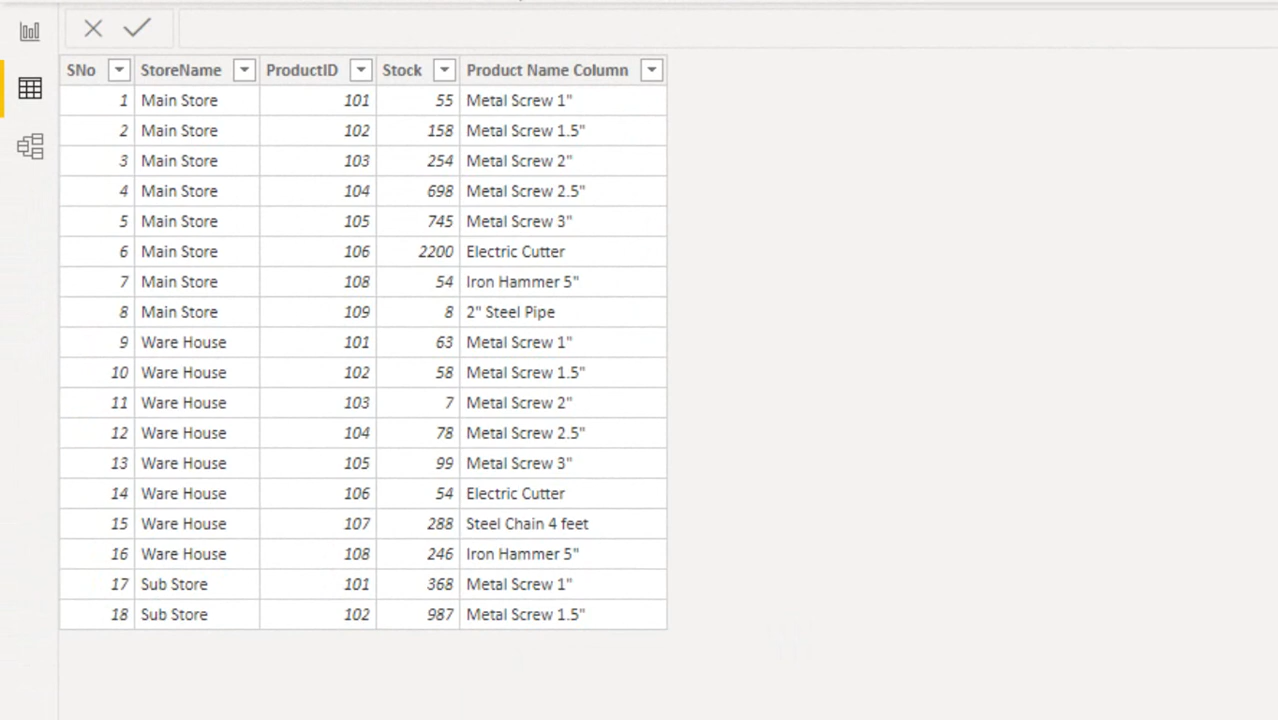 SNo StoreName ProductID Stock Product Name Column
1 Main Store 101 55 Metal Screw 1"
2 Main Store 102 158 Metal Screw 1.5"
3 Main Store 103 254 Metal Screw 2"
4 Main Store 104 698 Metal Screw 2.5"
5 Main Store 105 745 Metal Screw 3"
6 Main Store 106 2200 Electric Cutter
7 Main Store 108 54 Iron Hammer 5"
8 Main Store 109 8 2" Steel Pipe
9 Ware House 101 63 Metal Screw 1"
10 Ware House 102 58 Metal Screw 1.5"
11 Ware House 103 7 Metal Screw 2"
12 Ware House 104 78 Metal Screw 2.5"
13 Ware House 105 99 Metal Screw 3"
14 Ware House 106 54 Electric Cutter
15 Ware House 107 288 Steel Chain 4 feet
16 Ware House 108 246 Iron Hammer 5"
17 Sub Store 101 368 Metal Screw 1"
18 Sub Store 102 987 Metal Screw 1.5"